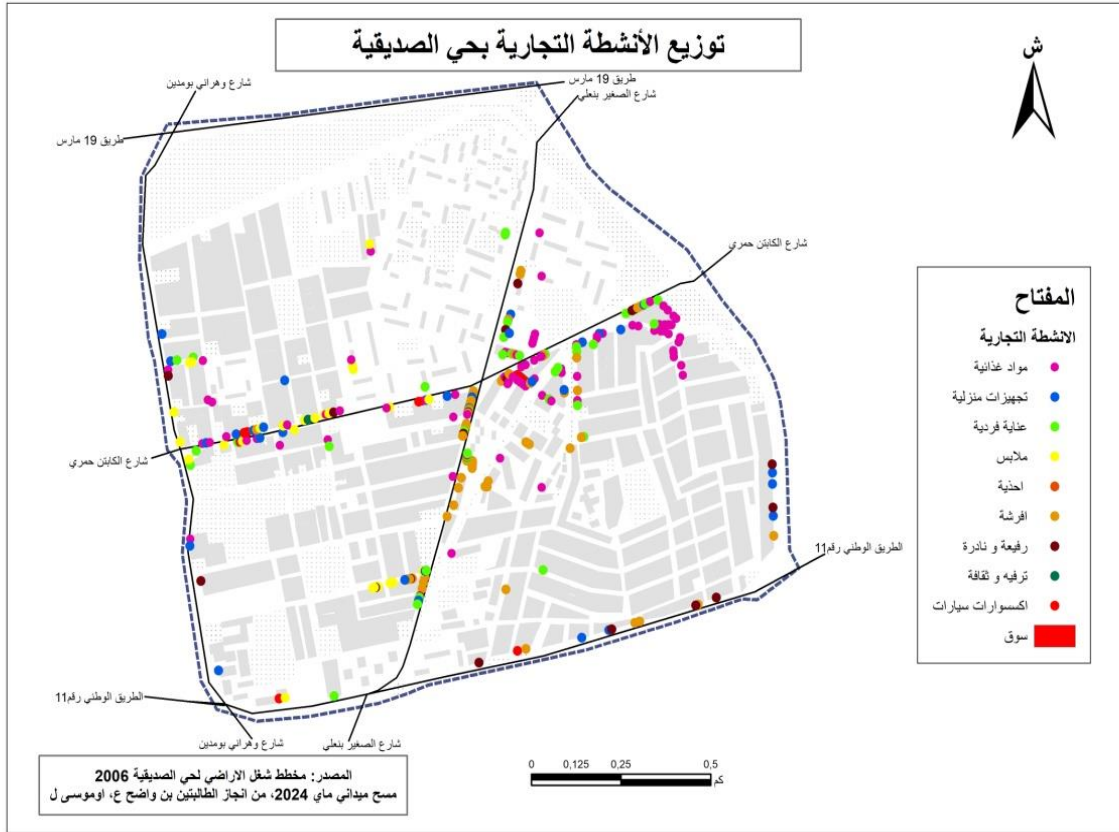 توزيع الأنشطة التجارية بحي الصديقية
ش
شارع وهراني بومدين
طريق 19 مارس
شارع الصغير بنعلي
طريق 19 مارس
شارع الكابتن حمري
شارع الكابتن حمري
الطريق الوطني رقم11
الطريق الوطني رقم11
شارع وهراني بومدين
شارع الصغير بنعلي
المفتاح
الانشطة التجارية
مواد غذائية
تجهيزات منزلية
عناية فردية
ملابس
احذية
افرشة
رفيعة و نادرة
ترفيه و ثقافة
اكسسوارات سيارات
سوق
0 0,125 0,25 0,5
كم
المصدر: مخطط شغل الاراضي لحي الصديقية 2006
مسح ميداني ماي 2024، من انجاز الطالبتين بن واضح ع، اوموسى ل